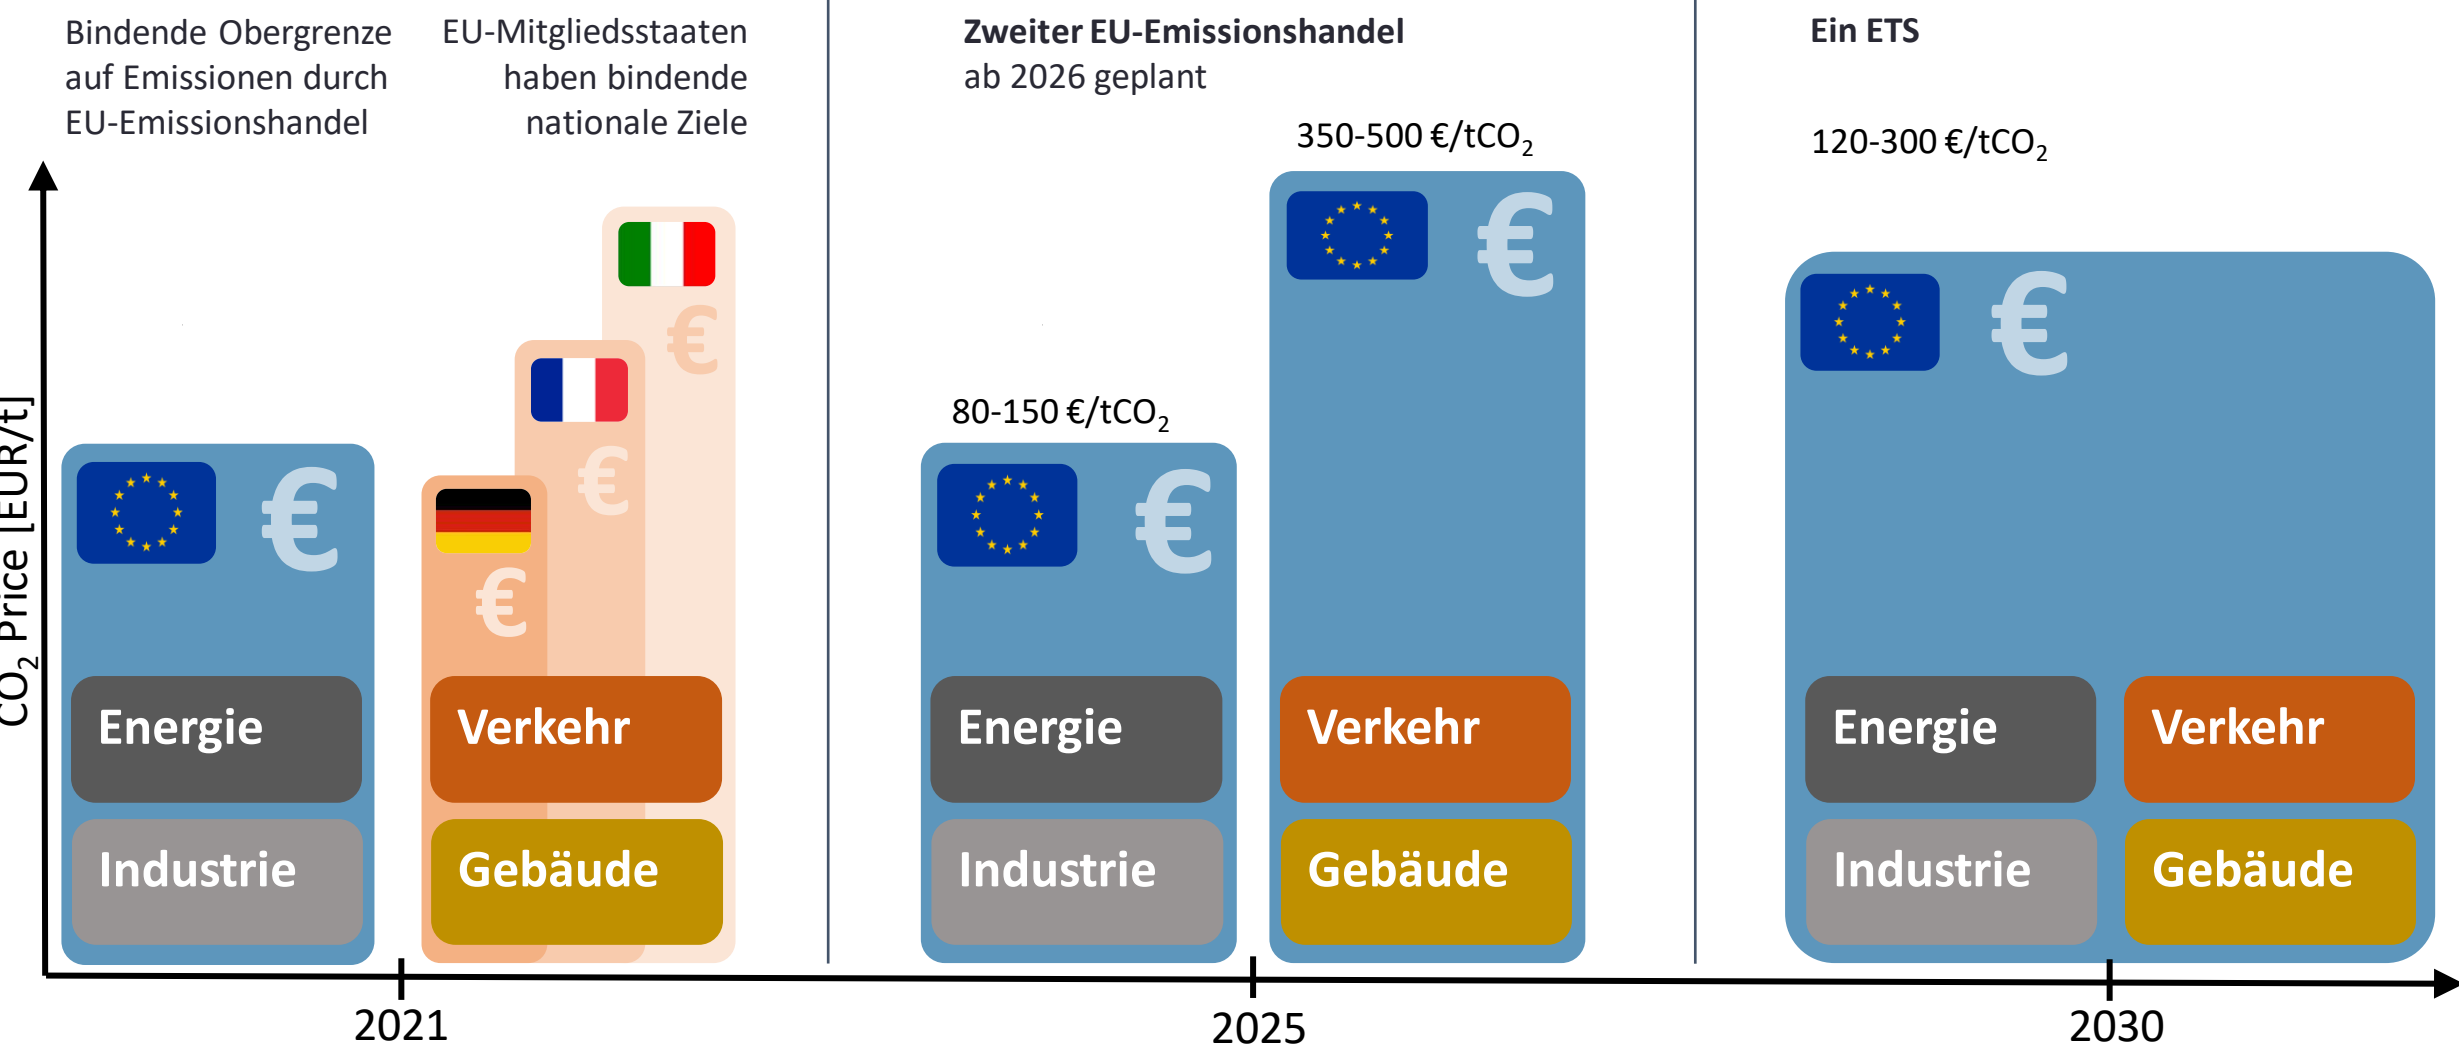 Bindende Obergrenze
auf Emissionen durch
EU-Emissionshandel
EU-Mitgliedsstaaten
haben bindende
nationale Ziele
Zweiter EU-Emissionshandel
ab 2026 geplant
Ein ETS
350-500 €/tCO₂
120-300 €/tCO₂
80-150 €/tCO₂
CO₂ Price [EUR/t]
€
€
€
€
€
€
€
Energie
Verkehr
Energie
Verkehr
Energie
Verkehr
Industrie
Gebäude
Industrie
Gebäude
Industrie
Gebäude
2021
2025
2030